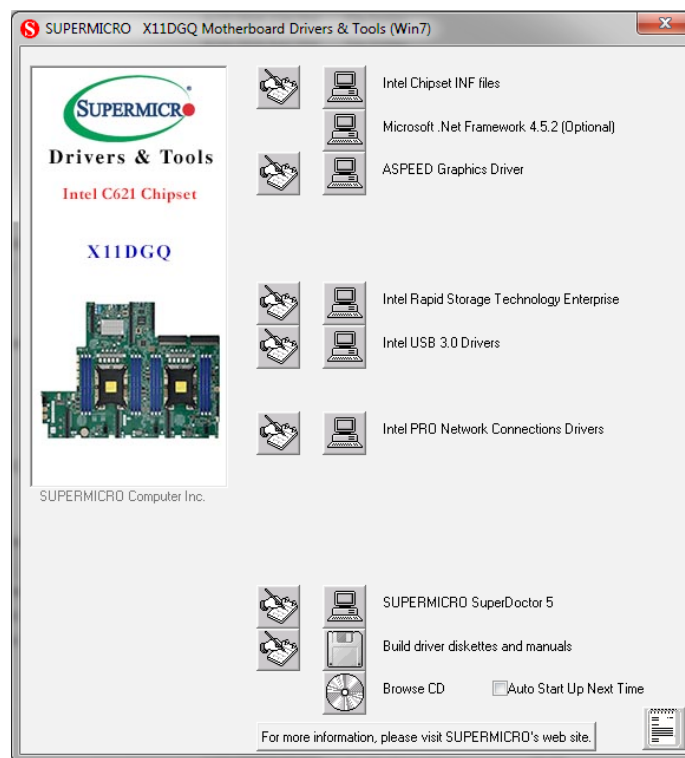 SUPERMICRO X11DGQ Motherboard Drivers & Tools (Win7)
SUPERMICRO
Drivers & Tools
Intel C621 Chipset
X11DGQ
SUPERMICRO Computer Inc.
Intel Chipset INF files
Microsoft .Net Framework 4.5.2 (Optional)
ASPEED Graphics Driver
Intel Rapid Storage Technology Enterprise
Intel USB 3.0 Drivers
Intel PRO Network Connections Drivers
SUPERMICRO SuperDoctor 5
Build driver diskettes and manuals
Browse CD
Auto Start Up Next Time
For more information, please visit SUPERMICRO's web site.